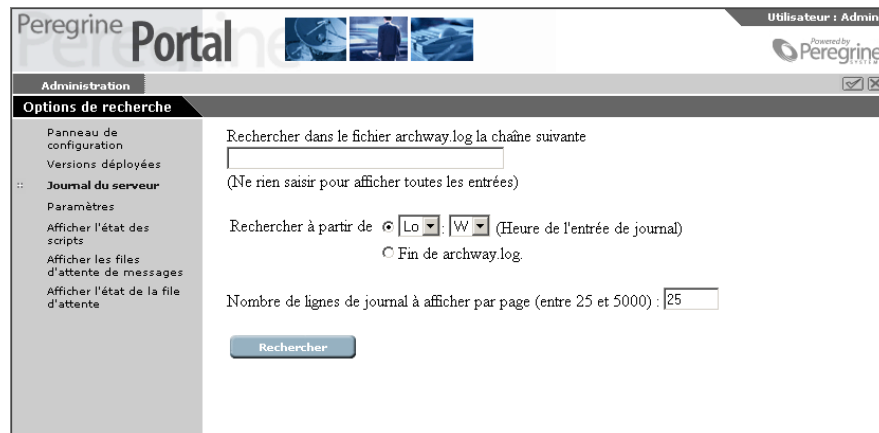 Peregrine Portal
Utilisateur : Admin
Powered by
Peregrine
SYSTEMS
Administration
Options de recherche
Panneau de
configuration
Versions déployées
Journal du serveur
Paramètres
Afficher l'état des
scripts
Afficher les files
d'attente de messages
Afficher l'état de la file
d'attente
Rechercher dans le fichier archway.log la chaîne suivante
(Ne rien saisir pour afficher toutes les entrées)
Rechercher à partir de Lo : W (Heure de l'entrée de journal)
Fin de archway.log.
Nombre de lignes de journal à afficher par page (entre 25 et 5000) : 25
Rechercher